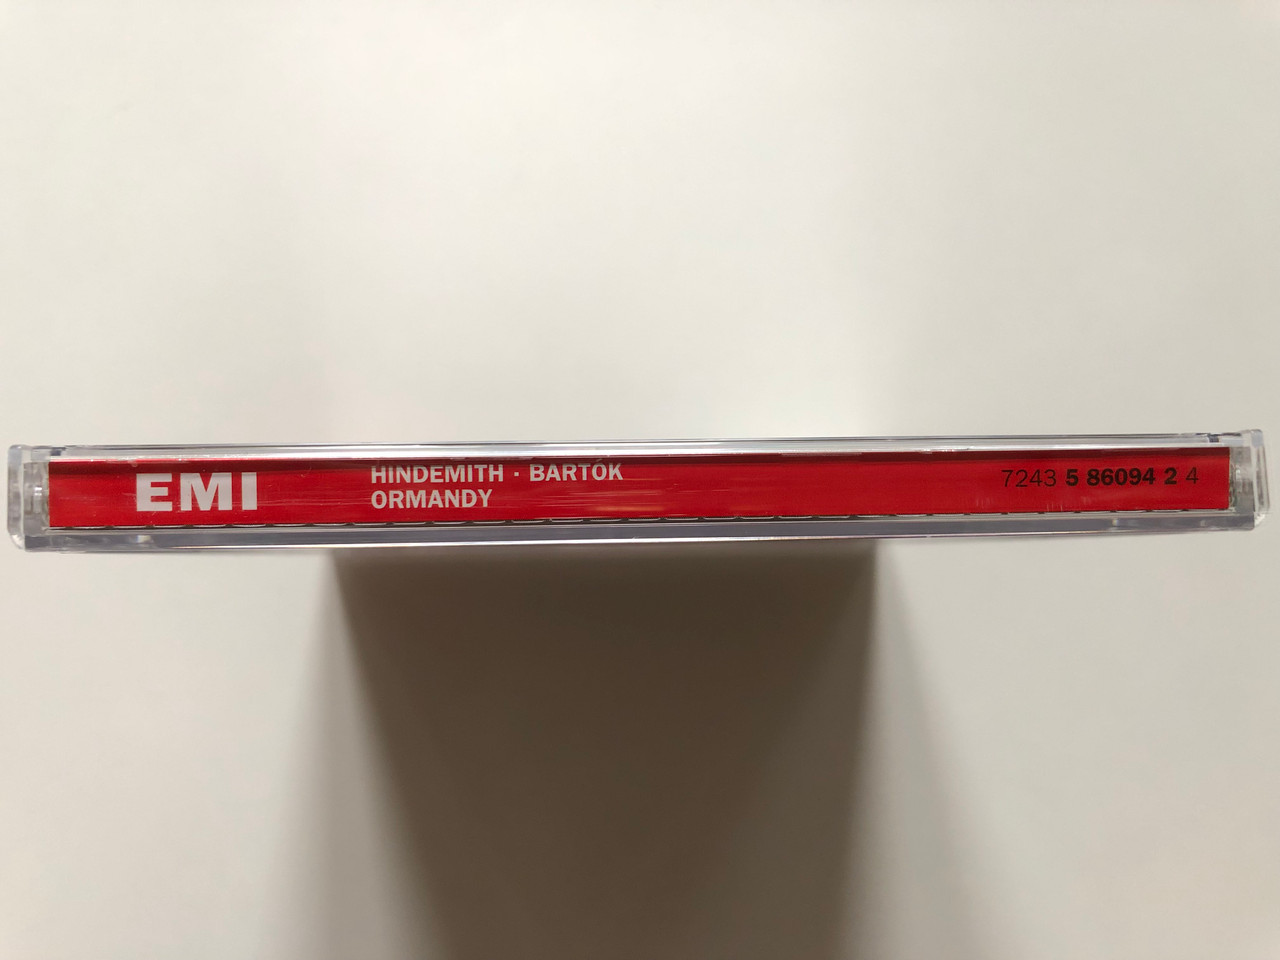 EMI
HINDEMITH · BARTÓK
ORMANDY
7243 5 86094 2 4